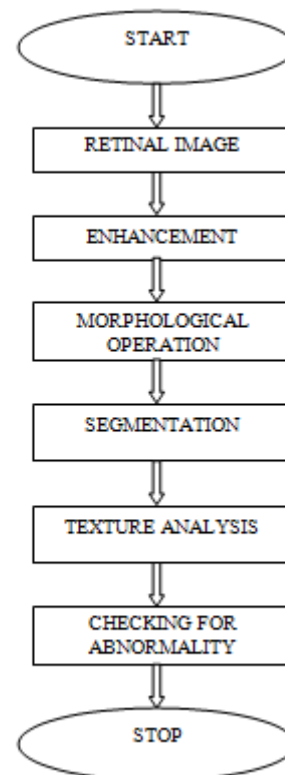 START
RETINAL IMAGE
ENHANCEMENT
MORPHOLOGICAL
OPERATION
SEGMENTATION
TEXTURE ANALYSIS
CHECKING FOR
ABNORMALITY
STOP